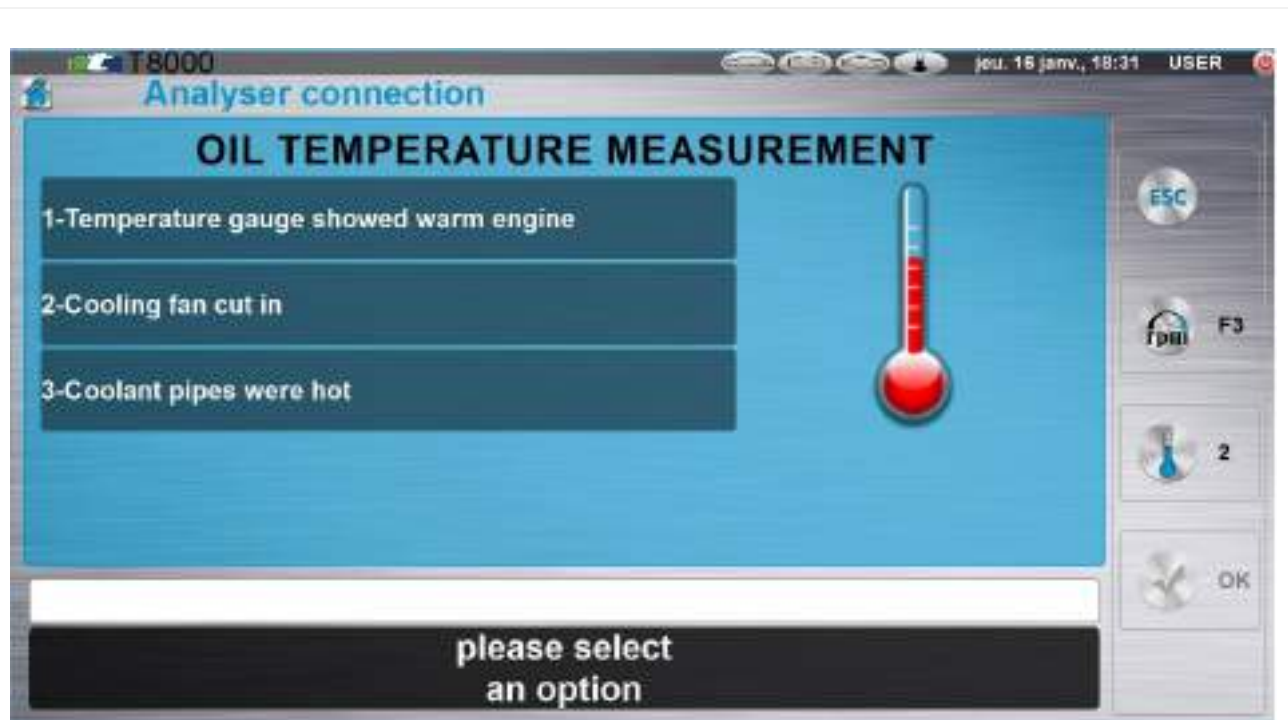 T8000
jeu. 16 janv., 18:31 USER
Analyser connection
OIL TEMPERATURE MEASUREMENT
1-Temperature gauge showed warm engine
2-Cooling fan cut in
3-Coolant pipes were hot
ESC
rpm F3
2
OK
please select
an option